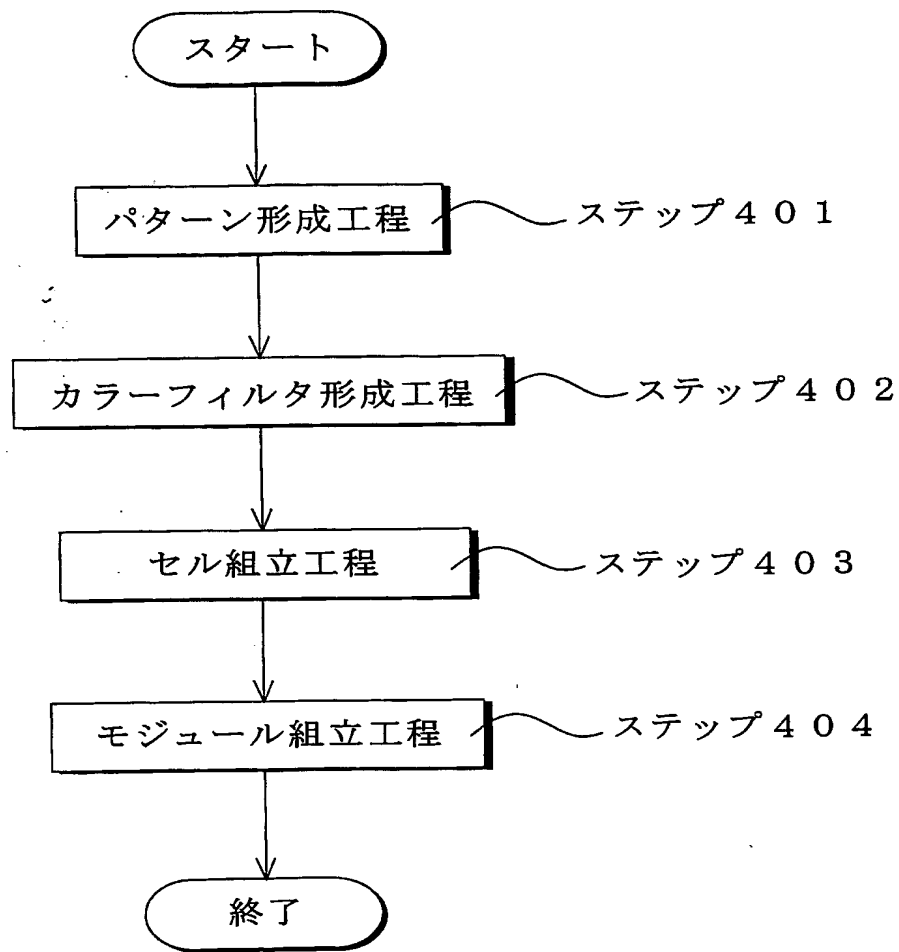 スタート
パターン形成工程 ステップ４０１
カラーフィルタ形成工程 ステップ４０２
セル組立工程 ステップ４０３
モジュール組立工程 ステップ４０４
終了